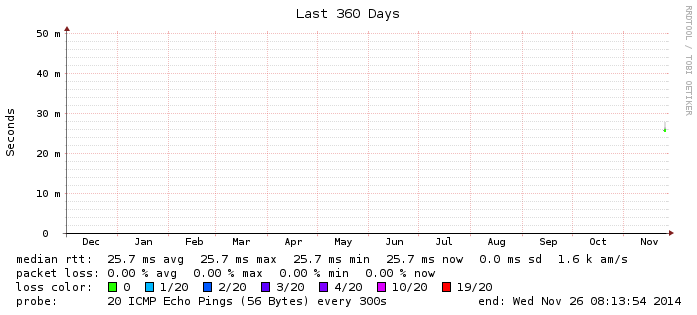 Last 360 Days
RRDTOOL / TOBI OETIKER
Seconds
50 m
40 m
30 m
20 m
10 m
0
Dec Jan Feb Mar Apr May Jun Jul Aug Sep Oct Nov
median rtt: 25.7 ms avg 25.7 ms max 25.7 ms min 25.7 ms now 0.0 ms sd 1.6 k am/s
packet loss: 0.00 % avg 0.00 % max 0.00 % min 0.00 % now
loss color: 0 1/20 2/20 3/20 4/20 10/20 19/20
probe: 20 ICMP Echo Pings (56 Bytes) every 300s end: Wed Nov 26 08:13:54 2014